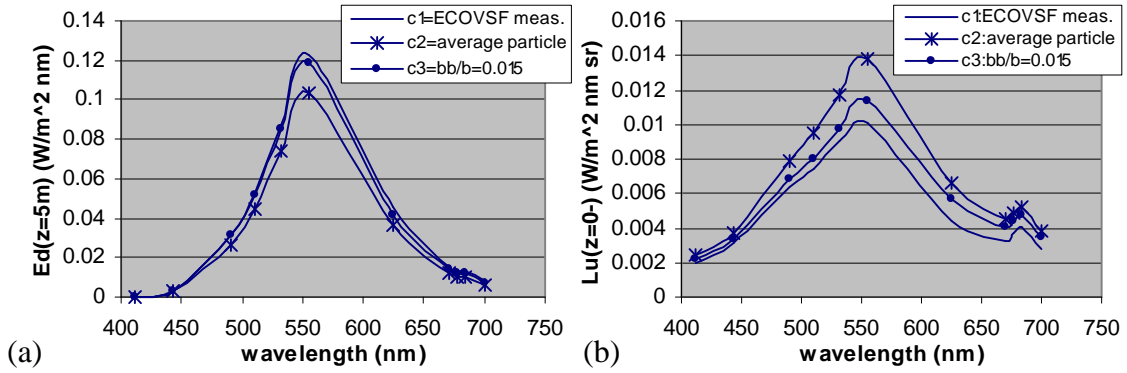 c1=ECOVSF meas.
c2=average particle
c3=bb/b=0.015
0.14
0.12
0.1
0.08
0.06
0.04
0.02
0
Ed(z=5m) (W/m^2 nm)
400 450 500 550 600 650 700 750
wavelength (nm)
(a)
c1:ECOVSF meas.
c2:average particle
c3=bb/b=0.015
0.016
0.014
0.012
0.01
0.008
0.006
0.004
0.002
0
Lu(z=0-) (W/m^2 nm sr)
400 450 500 550 600 650 700 750
wavelength (nm)
(b)